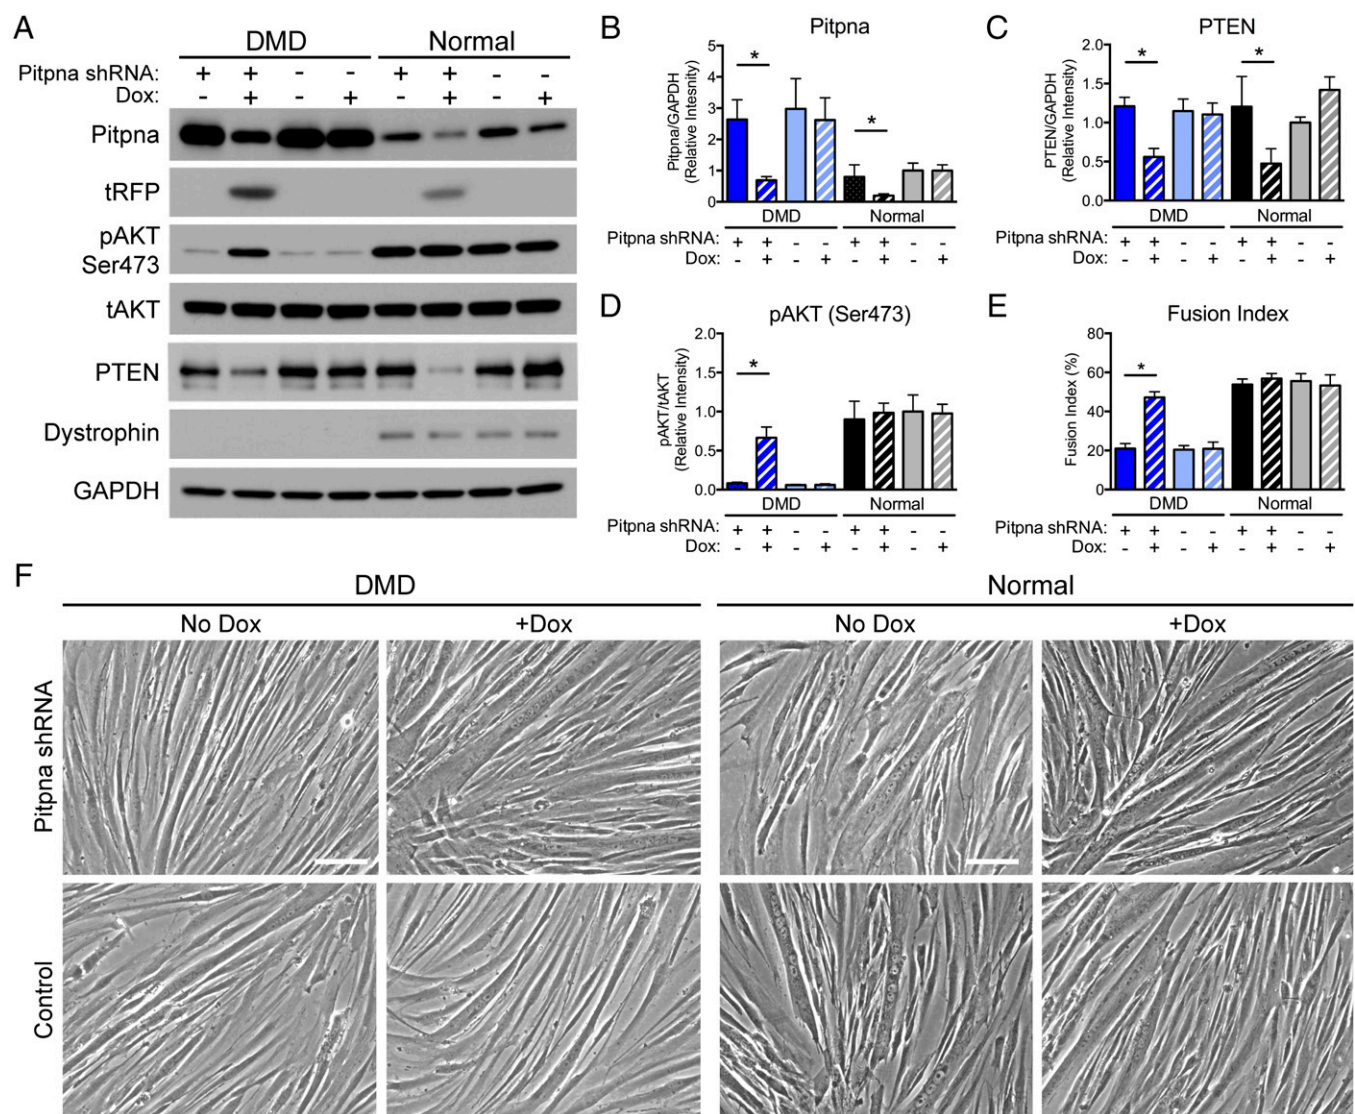 A
DMD Normal
Pitpna shRNA: + + - - + + - -
Dox: - + - + - + - +
Pitpna
tRFP
pAKT
Ser473
tAKT
PTEN
Dystrophin
GAPDH
B
Pitpna
Pitpna/GAPDH
(Relative Intesnity)
5
4
3
2
1
0
*
*
DMD Normal
Pitpna shRNA: + + - - + + - -
Dox: - + - + - + - +
C
PTEN
PTEN/GAPDH
(Relative Intensity)
2.0
1.5
1.0
0.5
0.0
*
*
DMD Normal
Pitpna shRNA: + + - - + + - -
Dox: - + - + - + - +
D
pAKT (Ser473)
pAKT/tAKT
(Relative Intensity)
2.0
1.5
1.0
0.5
0.0
*
DMD Normal
Pitpna shRNA: + + - - + + - -
Dox: - + - + - + - +
E
Fusion Index
Fusion Index (%)
80
60
40
20
0
*
DMD Normal
Pitpna shRNA: + + - - + + - -
Dox: - + - + - + - +
F
DMD Normal
No Dox +Dox No Dox +Dox
Pitpna shRNA
Control